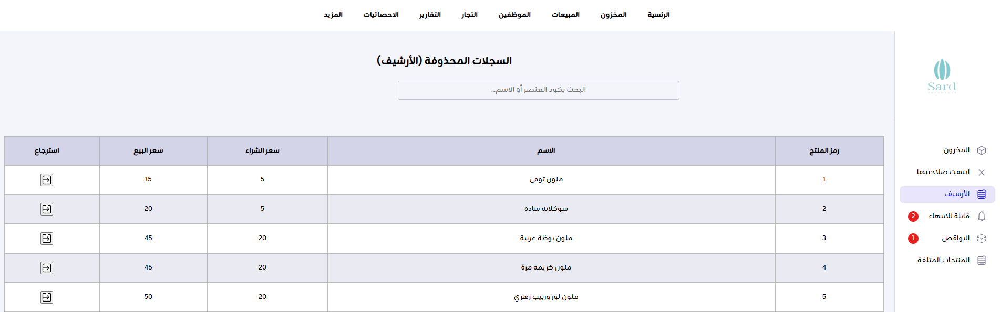 الرئسية المخزون المبيعات الموظفين التجار التقارير الاحصائيات المزيد
Sard
المخزون
انتهت صلاحيتها
الأرشيف
قابلة للانتهاء 2
النواقص 1
المنتجات المتلفة
السجلات المحذوفة (الأرشيف)
البحث بكود العنصر أو الاسم...
رمز المنتج الاسم سعر الشراء سعر البيع استرجاع
1 ملون توفي 5 15
2 شوكلاته سادة 5 20
3 ملون بوظة عربية 20 45
4 ملون كريمة مرة 20 45
5 ملون لوز وزبيب زهري 20 50